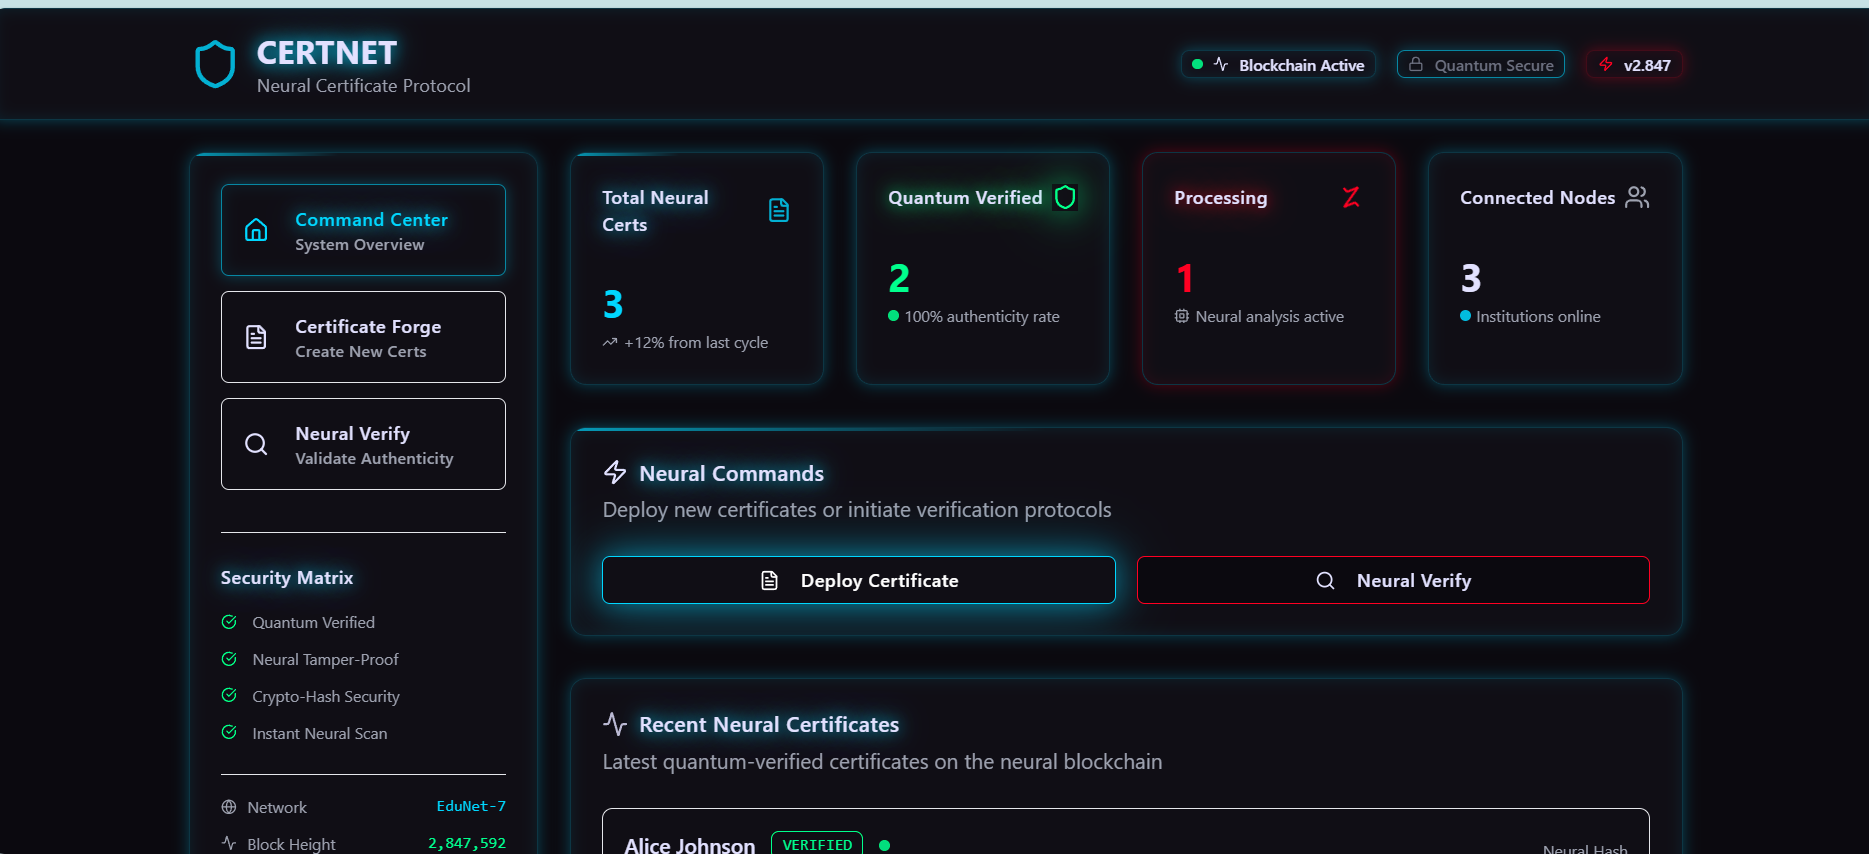 CERTNET
Neural Certificate Protocol
Blockchain Active
Quantum Secure
v2.847
Command Center
System Overview
Certificate Forge
Create New Certs
Neural Verify
Validate Authenticity
Security Matrix
Quantum Verified
Neural Tamper-Proof
Crypto-Hash Security
Instant Neural Scan
Network EduNet-7
Block Height 2,847,592
Total Neural
Certs
3
+12% from last cycle
Quantum Verified
2
100% authenticity rate
Processing
1
Neural analysis active
Connected Nodes
3
Institutions online
Neural Commands
Deploy new certificates or initiate verification protocols
Deploy Certificate
Neural Verify
Recent Neural Certificates
Latest quantum-verified certificates on the neural blockchain
Alice Johnson VERIFIED
Neural Hash